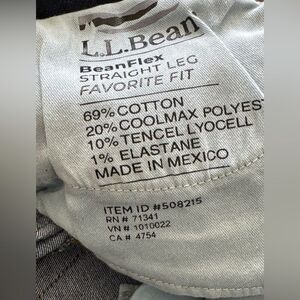 L.L.Bean
BeanFlex
STRAIGHT LEG
FAVORITE FIT
69% COTTON
20% COOLMAX POLYES
10% TENCEL LYOCELL
1% ELASTANE
MADE IN MEXICO
ITEM ID #508215
RN # 71341
VN # 1010022
CA # 4754